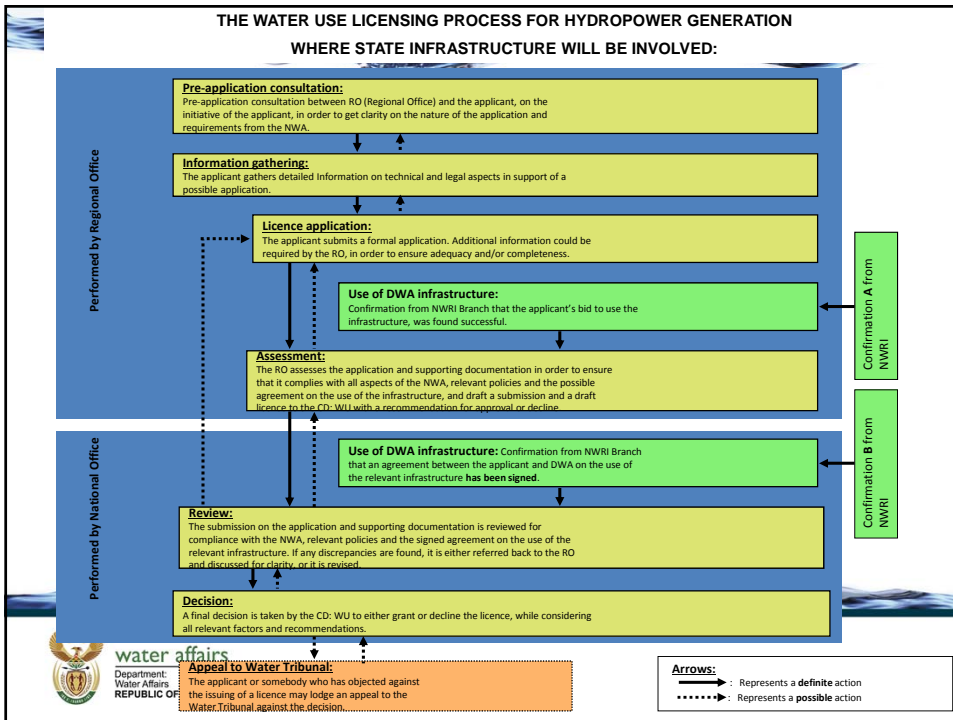 THE WATER USE LICENSING PROCESS FOR HYDROPOWER GENERATION
WHERE STATE INFRASTRUCTURE WILL BE INVOLVED:
Performed by Regional Office
Pre-application consultation:
Pre-application consultation between RO (Regional Office) and the applicant, on the
initiative of the applicant, in order to get clarity on the nature of the application and
requirements from the NWA.
Information gathering:
The applicant gathers detailed Information on technical and legal aspects in support of a
possible application.
Licence application:
The applicant submits a formal application. Additional information could be
required by the RO, in order to ensure adequacy and/or completeness.
Use of DWA infrastructure:
Confirmation from NWRI Branch that the applicant's bid to use the
infrastructure, was found successful.
Confirmation A from
NWRI
Assessment:
The RO assesses the application and supporting documentation in order to ensure
that it complies with all aspects of the NWA, relevant policies and the possible
agreement on the use of the infrastructure, and draft a submission and a draft
licence to the CD: WU with a recommendation for approval or decline.
Performed by National Office
Use of DWA infrastructure: Confirmation from NWRI Branch
that an agreement between the applicant and DWA on the use of
the relevant infrastructure has been signed.
Confirmation B from
NWRI
Review:
The submission on the application and supporting documentation is reviewed for
compliance with the NWA, relevant policies and the signed agreement on the use of the
relevant infrastructure. If any discrepancies are found, it is either referred back to the RO
and discussed for clarity, or it is revised.
Decision:
A final decision is taken by the CD: WU to either grant or decline the licence, while considering
all relevant factors and recommendations.
water affairs
Department:
Water Affairs
REPUBLIC OF
Appeal to Water Tribunal:
The applicant or somebody who has objected against
the issuing of a licence may lodge an appeal to the
Water Tribunal against the decision.
Arrows:
: Represents a definite action
: Represents a possible action